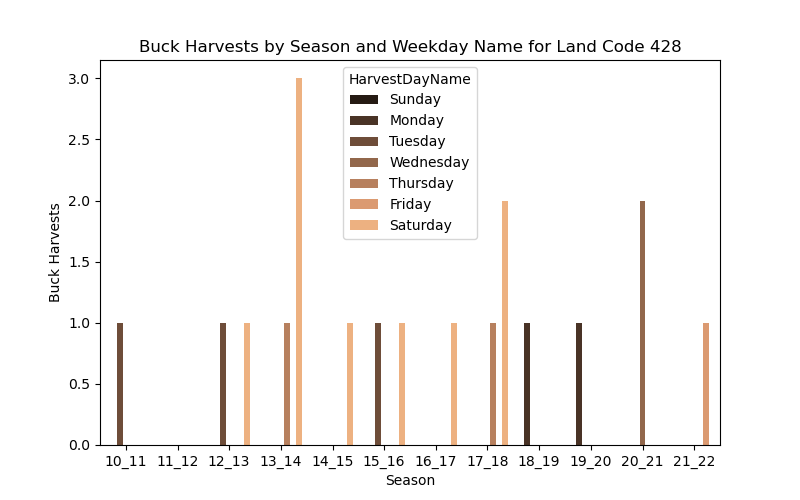 Buck Harvests by Season and Weekday Name for Land Code 428
HarvestDayName
Sunday
Monday
Tuesday
Wednesday
Thursday
Friday
Saturday
3.0
2.5
2.0
1.5
1.0
0.5
0.0
Buck Harvests
10_11 11_12 12_13 13_14 14_15 15_16 16_17 17_18 18_19 19_20 20_21 21_22
Season